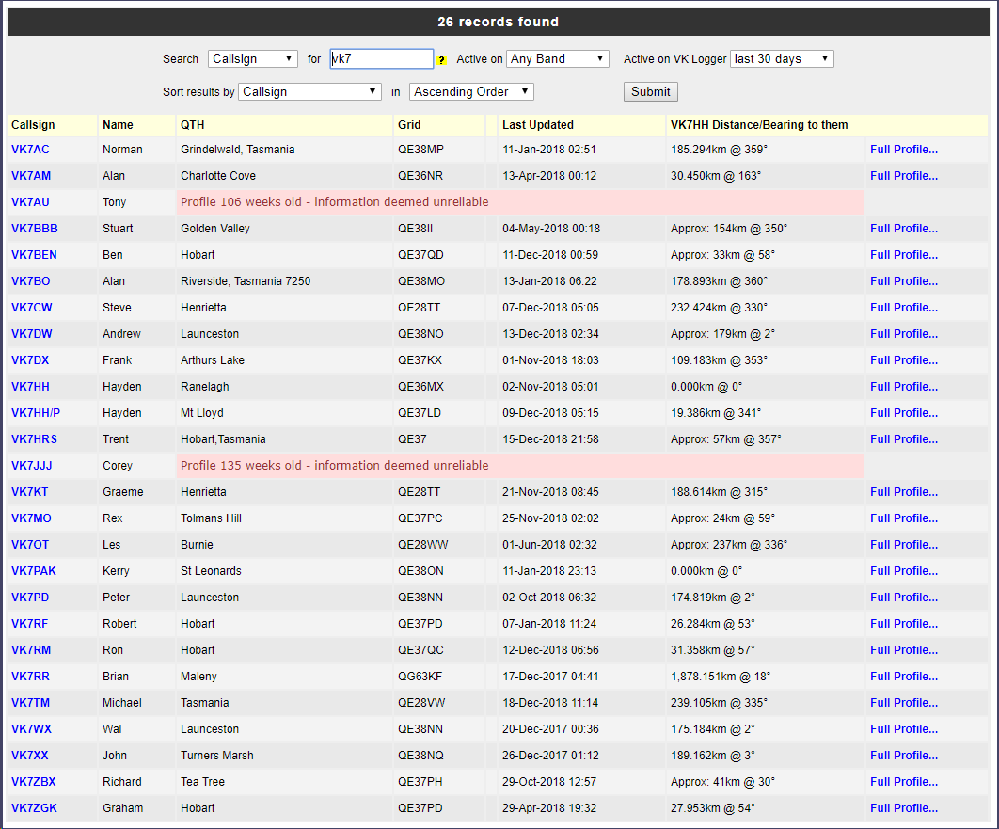 26 records found
Search Callsign for vk7 ? Active on Any Band Active on VK Logger last 30 days
Sort results by Callsign in Ascending Order Submit
Callsign Name QTH Grid Last Updated VK7HH Distance/Bearing to them
VK7AC Norman Grindelwald, Tasmania QE38MP 11-Jan-2018 02:51 185.294km @ 359° Full Profile...
VK7AM Alan Charlotte Cove QE36NR 13-Apr-2018 00:12 30.450km @ 163° Full Profile...
VK7AU Tony Profile 106 weeks old - information deemed unreliable
VK7BBB Stuart Golden Valley QE38II 04-May-2018 00:18 Approx: 154km @ 350° Full Profile...
VK7BEN Ben Hobart QE37QD 11-Dec-2018 00:59 Approx: 33km @ 58° Full Profile...
VK7BO Alan Riverside, Tasmania 7250 QE38MO 13-Jan-2018 06:22 178.893km @ 360° Full Profile...
VK7CW Steve Henrietta QE28TT 07-Dec-2018 05:05 232.424km @ 330° Full Profile...
VK7DW Andrew Launceston QE38NO 13-Dec-2018 02:34 Approx: 179km @ 2° Full Profile...
VK7DX Frank Arthurs Lake QE37KX 01-Nov-2018 18:03 109.183km @ 353° Full Profile...
VK7HH Hayden Ranelagh QE36MX 02-Nov-2018 05:01 0.000km @ 0° Full Profile...
VK7HH/P Hayden Mt Lloyd QE37LD 09-Dec-2018 05:15 19.386km @ 341° Full Profile...
VK7HRS Trent Hobart,Tasmania QE37 15-Dec-2018 21:58 Approx: 57km @ 357° Full Profile...
VK7JJJ Corey Profile 135 weeks old - information deemed unreliable
VK7KT Graeme Henrietta QE28TT 21-Nov-2018 08:45 188.614km @ 315° Full Profile...
VK7MO Rex Tolmans Hill QE37PC 25-Nov-2018 02:02 Approx: 24km @ 59° Full Profile...
VK7OT Les Burnie QE28WW 01-Jun-2018 02:32 Approx: 237km @ 336° Full Profile...
VK7PAK Kerry St Leonards QE38ON 11-Jan-2018 23:13 0.000km @ 0° Full Profile...
VK7PD Peter Launceston QE38NN 02-Oct-2018 06:32 174.819km @ 2° Full Profile...
VK7RF Robert Hobart QE37PD 07-Jan-2018 11:24 26.284km @ 53° Full Profile...
VK7RM Ron Hobart QE37QC 12-Dec-2018 06:56 31.358km @ 57° Full Profile...
VK7RR Brian Maleny QG63KF 17-Dec-2017 04:41 1,878.151km @ 18° Full Profile...
VK7TM Michael Tasmania QE28VW 18-Dec-2018 11:14 239.105km @ 335° Full Profile...
VK7WX Wal Launceston QE38NN 20-Dec-2017 00:36 175.184km @ 2° Full Profile...
VK7XX John Turners Marsh QE38NQ 26-Dec-2017 01:12 189.162km @ 3° Full Profile...
VK7ZBX Richard Tea Tree QE37PH 29-Oct-2018 12:57 Approx: 41km @ 30° Full Profile...
VK7ZGK Graham Hobart QE37PD 29-Apr-2018 19:32 27.953km @ 54° Full Profile...